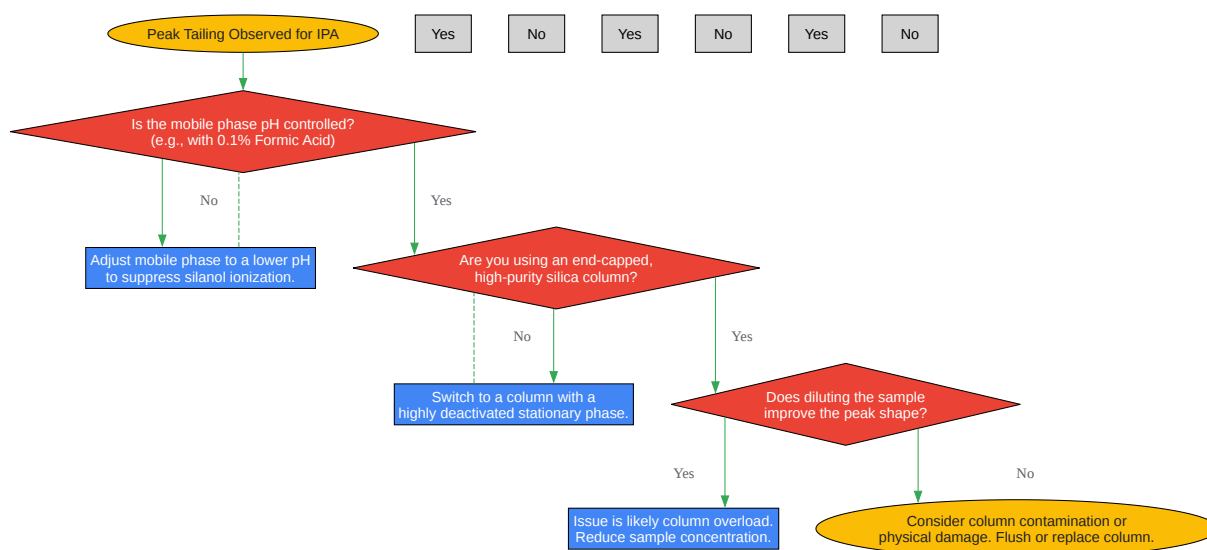 Peak Tailing Observed for IPA
Yes
No
Yes
No
Yes
No
Is the mobile phase pH controlled?
(e.g., with 0.1% Formic Acid)
No
Yes
Adjust mobile phase to a lower pH
to suppress silanol ionization.
Are you using an end-capped,
high-purity silica column?
No
Yes
Switch to a column with a
highly deactivated stationary phase.
Does diluting the sample
improve the peak shape?
Yes
No
Issue is likely column overload.
Reduce sample concentration.
Consider column contamination or
physical damage. Flush or replace column.